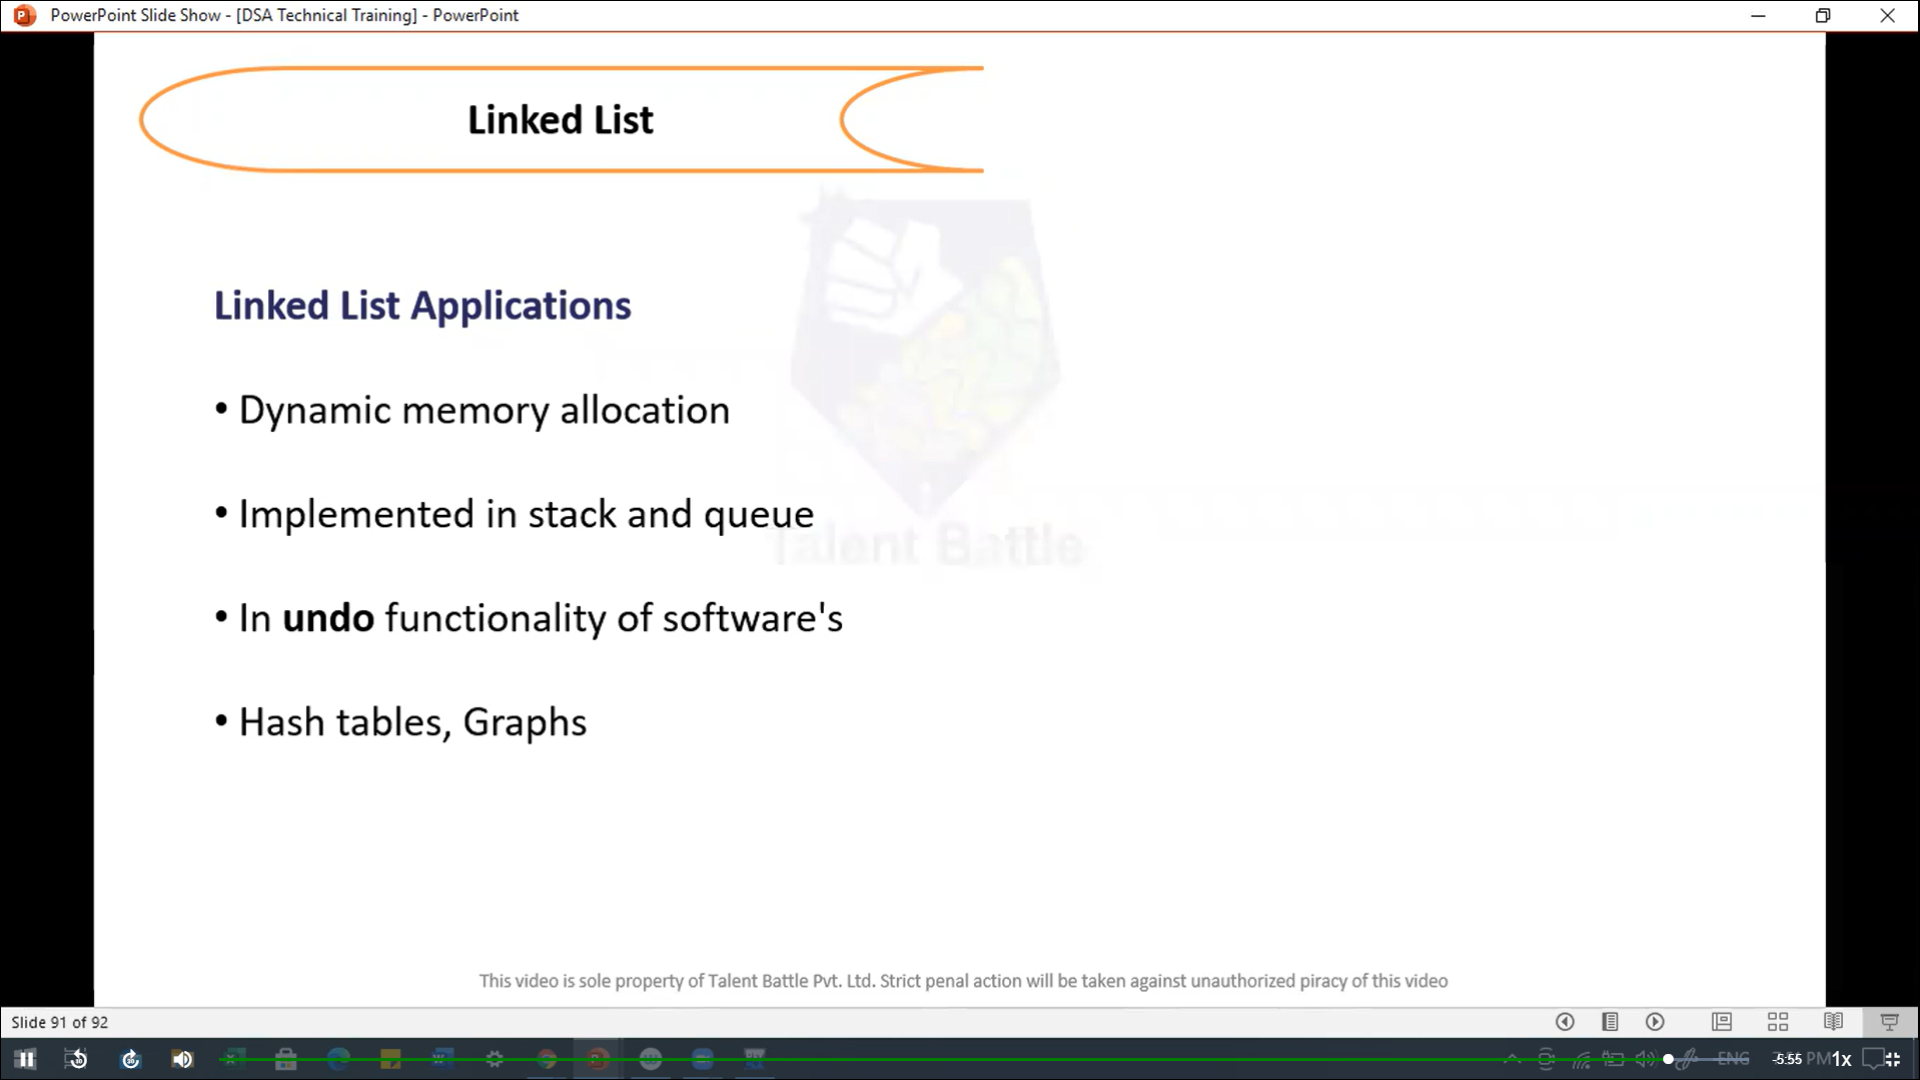 PowerPoint Slide Show - [DSA Technical Training] - PowerPoint
Linked List
Linked List Applications
• Dynamic memory allocation
• Implemented in stack and queue
Talent Battle
• In undo functionality of software's
• Hash tables, Graphs
This video is sole property of Talent Battle Pvt. Ltd. Strict penal action will be taken against unauthorized piracy of this video
Slide 91 of 92
30 30 ENG -5:55 PM 1x